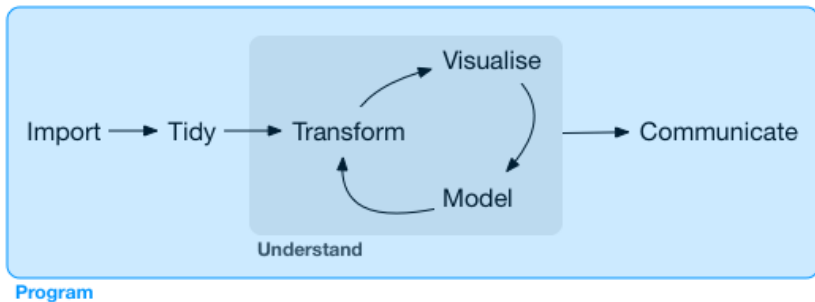 Visualise
Import
Tidy
Transform
Communicate
Model
Understand
Program